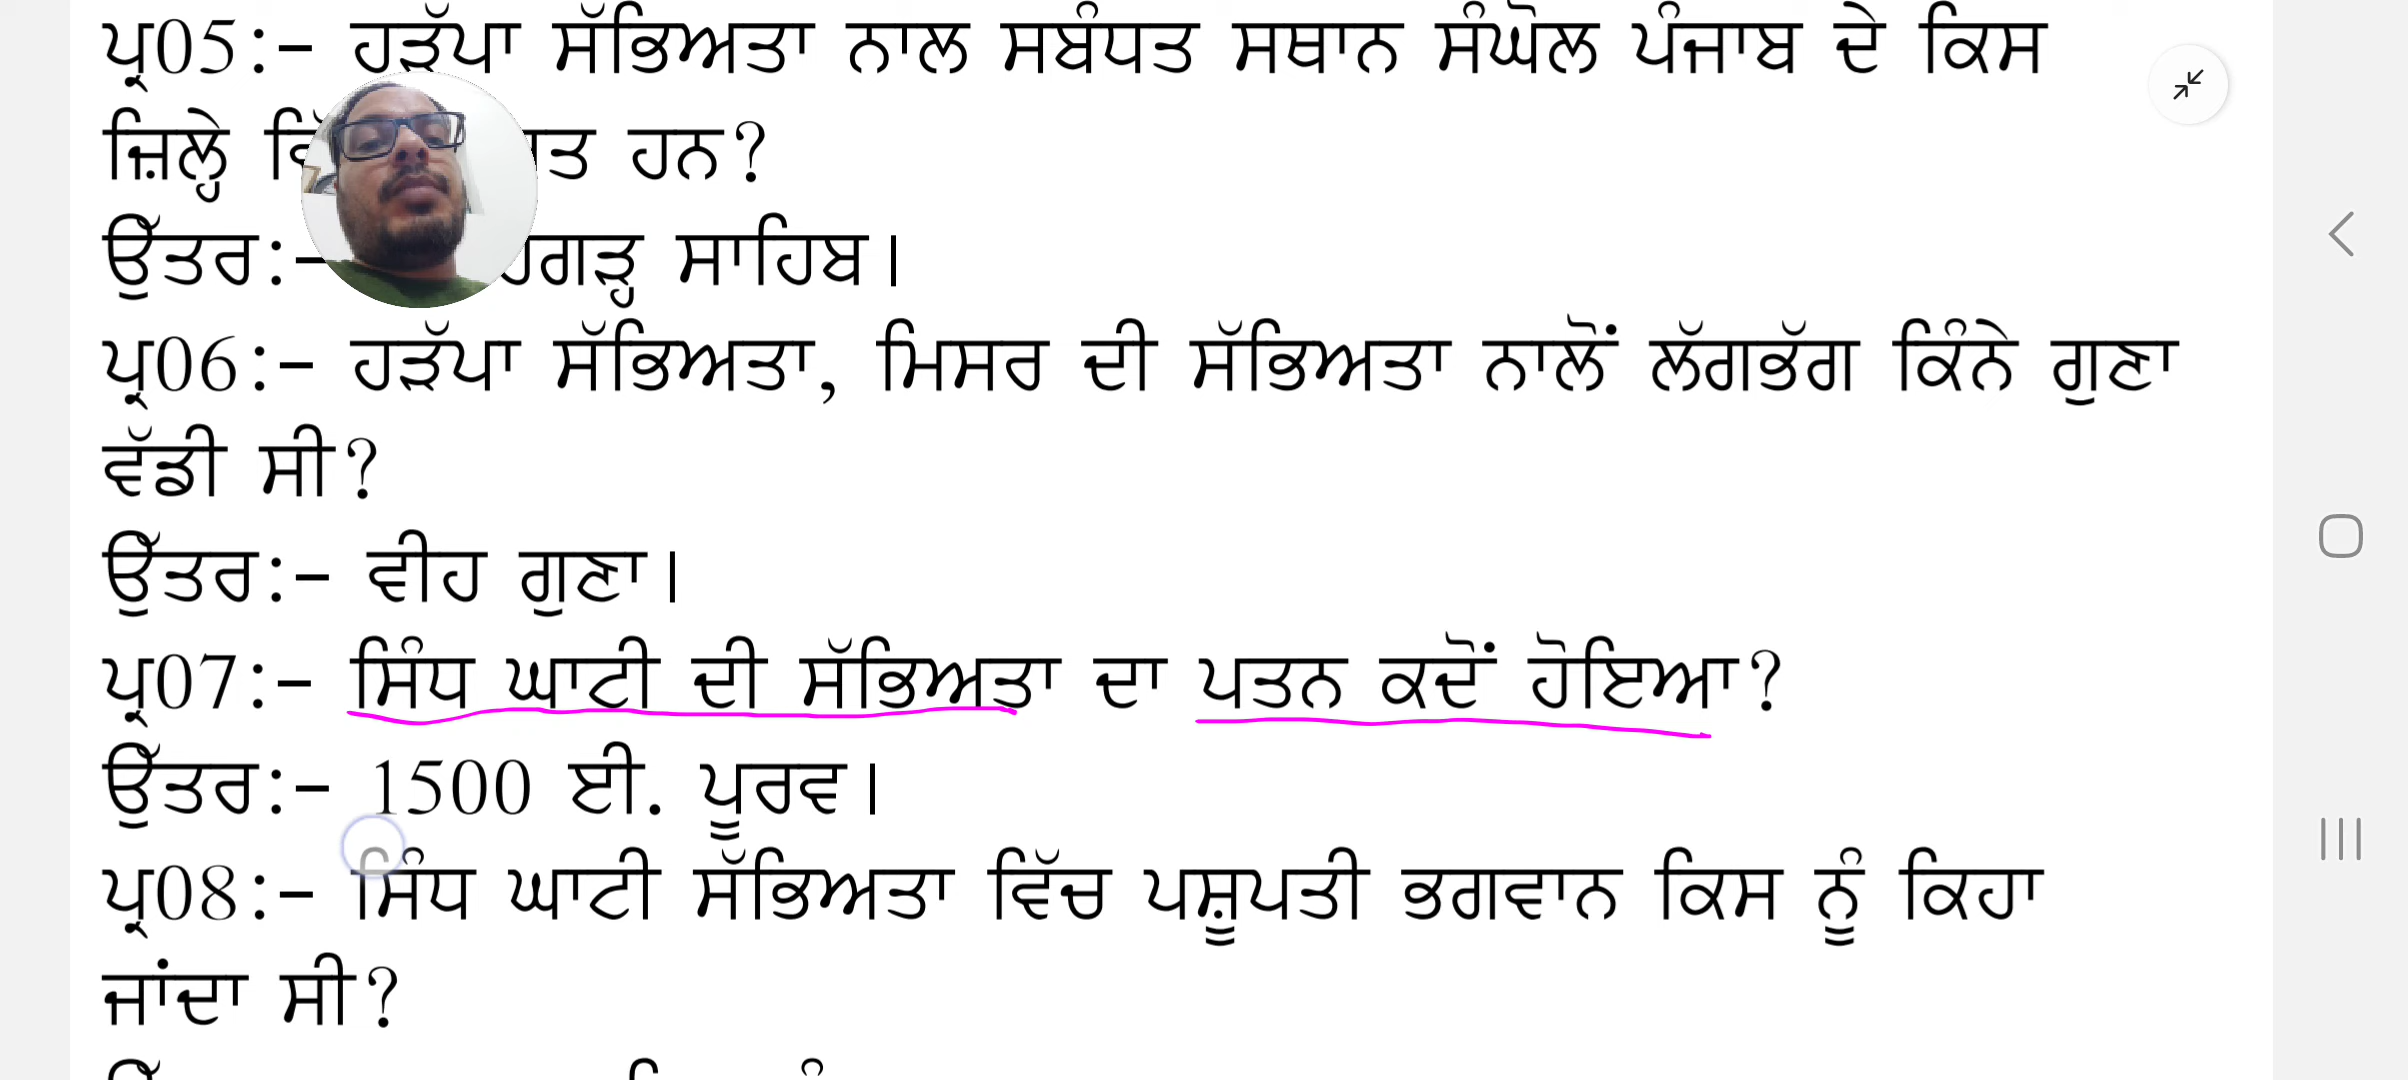 ਪ੍ਰ05:- ਹੜੱਪਾ ਸੱਭਿਅਤਾ ਨਾਲ ਸਬੰਧਤ ਸਥਾਨ ਸੰਘੋਲ ਪੰਜਾਬ ਦੇ ਕਿਸ
ਜ਼ਿਲ੍ਹੇ ਹਨ?
ਉੱਤਰ:- ਸਾਹਿਬ।
ਪ੍ਰ06:- ਹੜੱਪਾ ਸੱਭਿਅਤਾ, ਮਿਸਰ ਦੀ ਸੱਭਿਅਤਾ ਨਾਲੋਂ ਲੱਗਭੱਗ ਕਿੰਨੇ ਗੁਣਾ
ਵੱਡੀ ਸੀ?
ਉੱਤਰ:- ਵੀਹ ਗੁਣਾ।
ਪ੍ਰ07:- ਸਿੰਧ ਘਾਟੀ ਦੀ ਸੱਭਿਅਤਾ ਦਾ ਪਤਨ ਕਦੋਂ ਹੋਇਆ?
ਉੱਤਰ:- 1500 ਈ. ਪੂਰਵ।
ਪ੍ਰ08:- ਸਿੰਧ ਘਾਟੀ ਸੱਭਿਅਤਾ ਵਿੱਚ ਪਸ਼ੂਪਤੀ ਭਗਵਾਨ ਕਿਸ ਨੂੰ ਕਿਹਾ
ਜਾਂਦਾ ਸੀ?